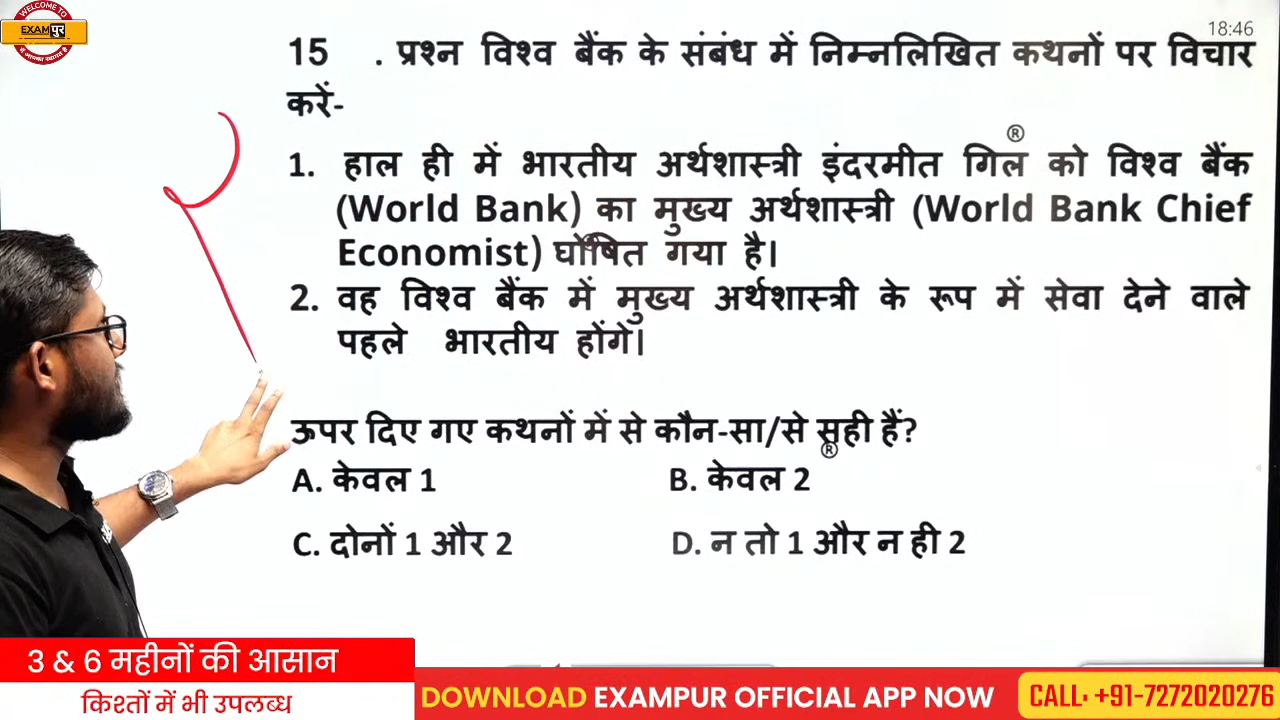 WELCOME TO
EXAMपुर
18:46
15 . प्रश्न विश्व बैंक के संबंध में निम्नलिखित कथनों पर विचार
करें-
®
1. हाल ही में भारतीय अर्थशास्त्री इंदरमीत गिल को विश्व बैंक
(World Bank) का मुख्य अर्थशास्त्री (World Bank Chief
Economist) घोषित गया है।
2. वह विश्व बैंक में मुख्य अर्थशास्त्री के रूप में सेवा देने वाले
पहले भारतीय होंगे।
ऊपर दिए गए कथनों में से कौन-सा/से सही हैं?
®
A. केवल 1 B. केवल 2
C. दोनों 1 और 2 D. न तो 1 और न ही 2
3 & 6 महीनों की आसान
किश्तों में भी उपलब्ध
DOWNLOAD EXAMPUR OFFICIAL APP NOW
CALL: +91-7272020276